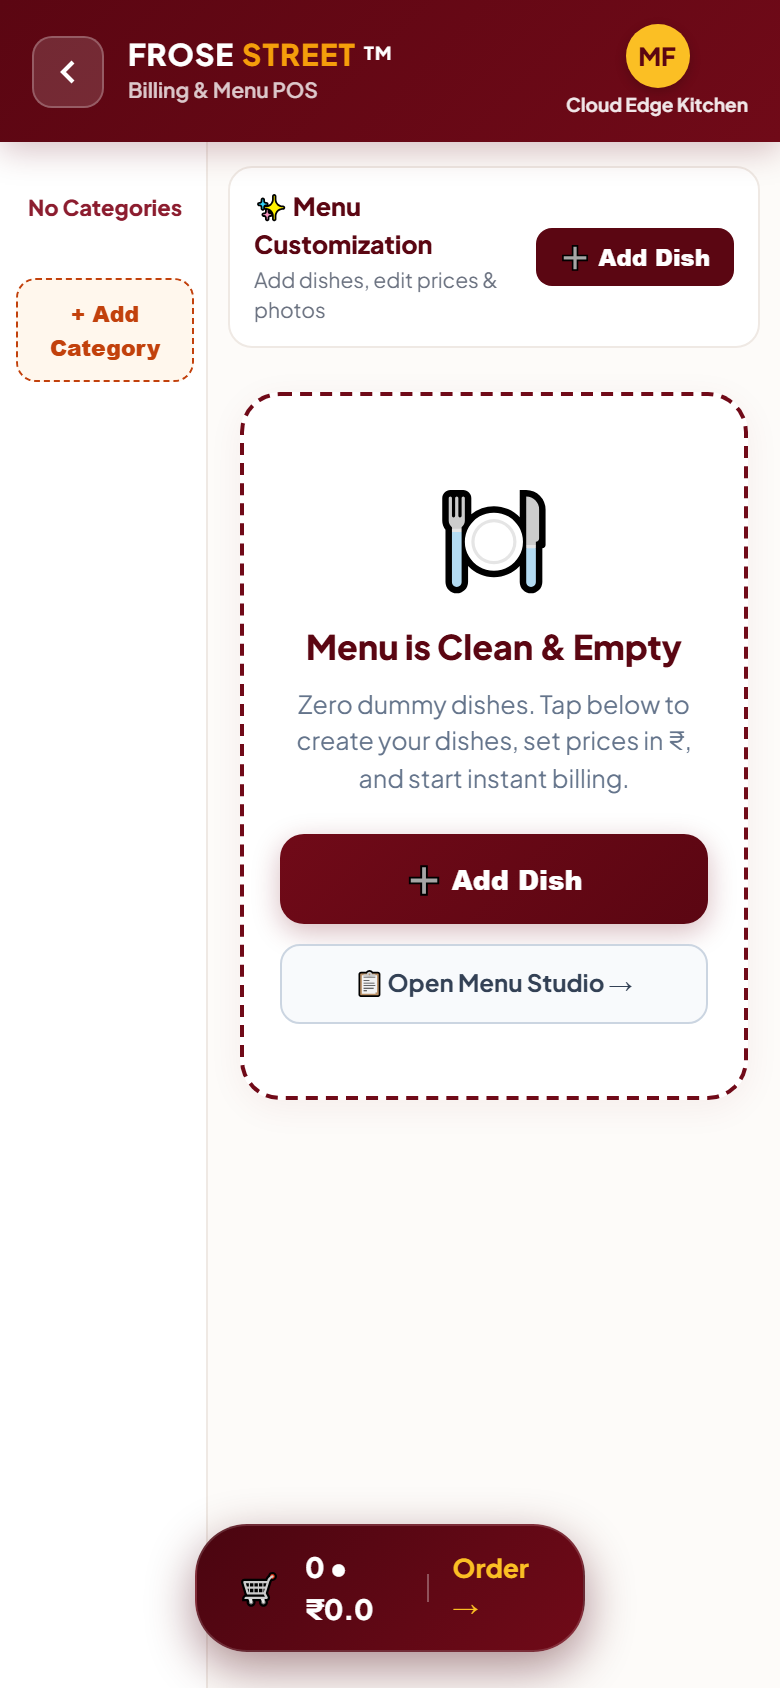 FROSE STREET ™
Billing & Menu POS
MF
Cloud Edge Kitchen
No Categories
+ Add
Category
✨ Menu
Customization
Add dishes, edit prices &
photos
➕ Add Dish
🍽️
Menu is Clean & Empty
Zero dummy dishes. Tap below to
create your dishes, set prices in ₹,
and start instant billing.
➕ Add Dish
📋 Open Menu Studio →
🛒
0 •
₹0.0
Order
→